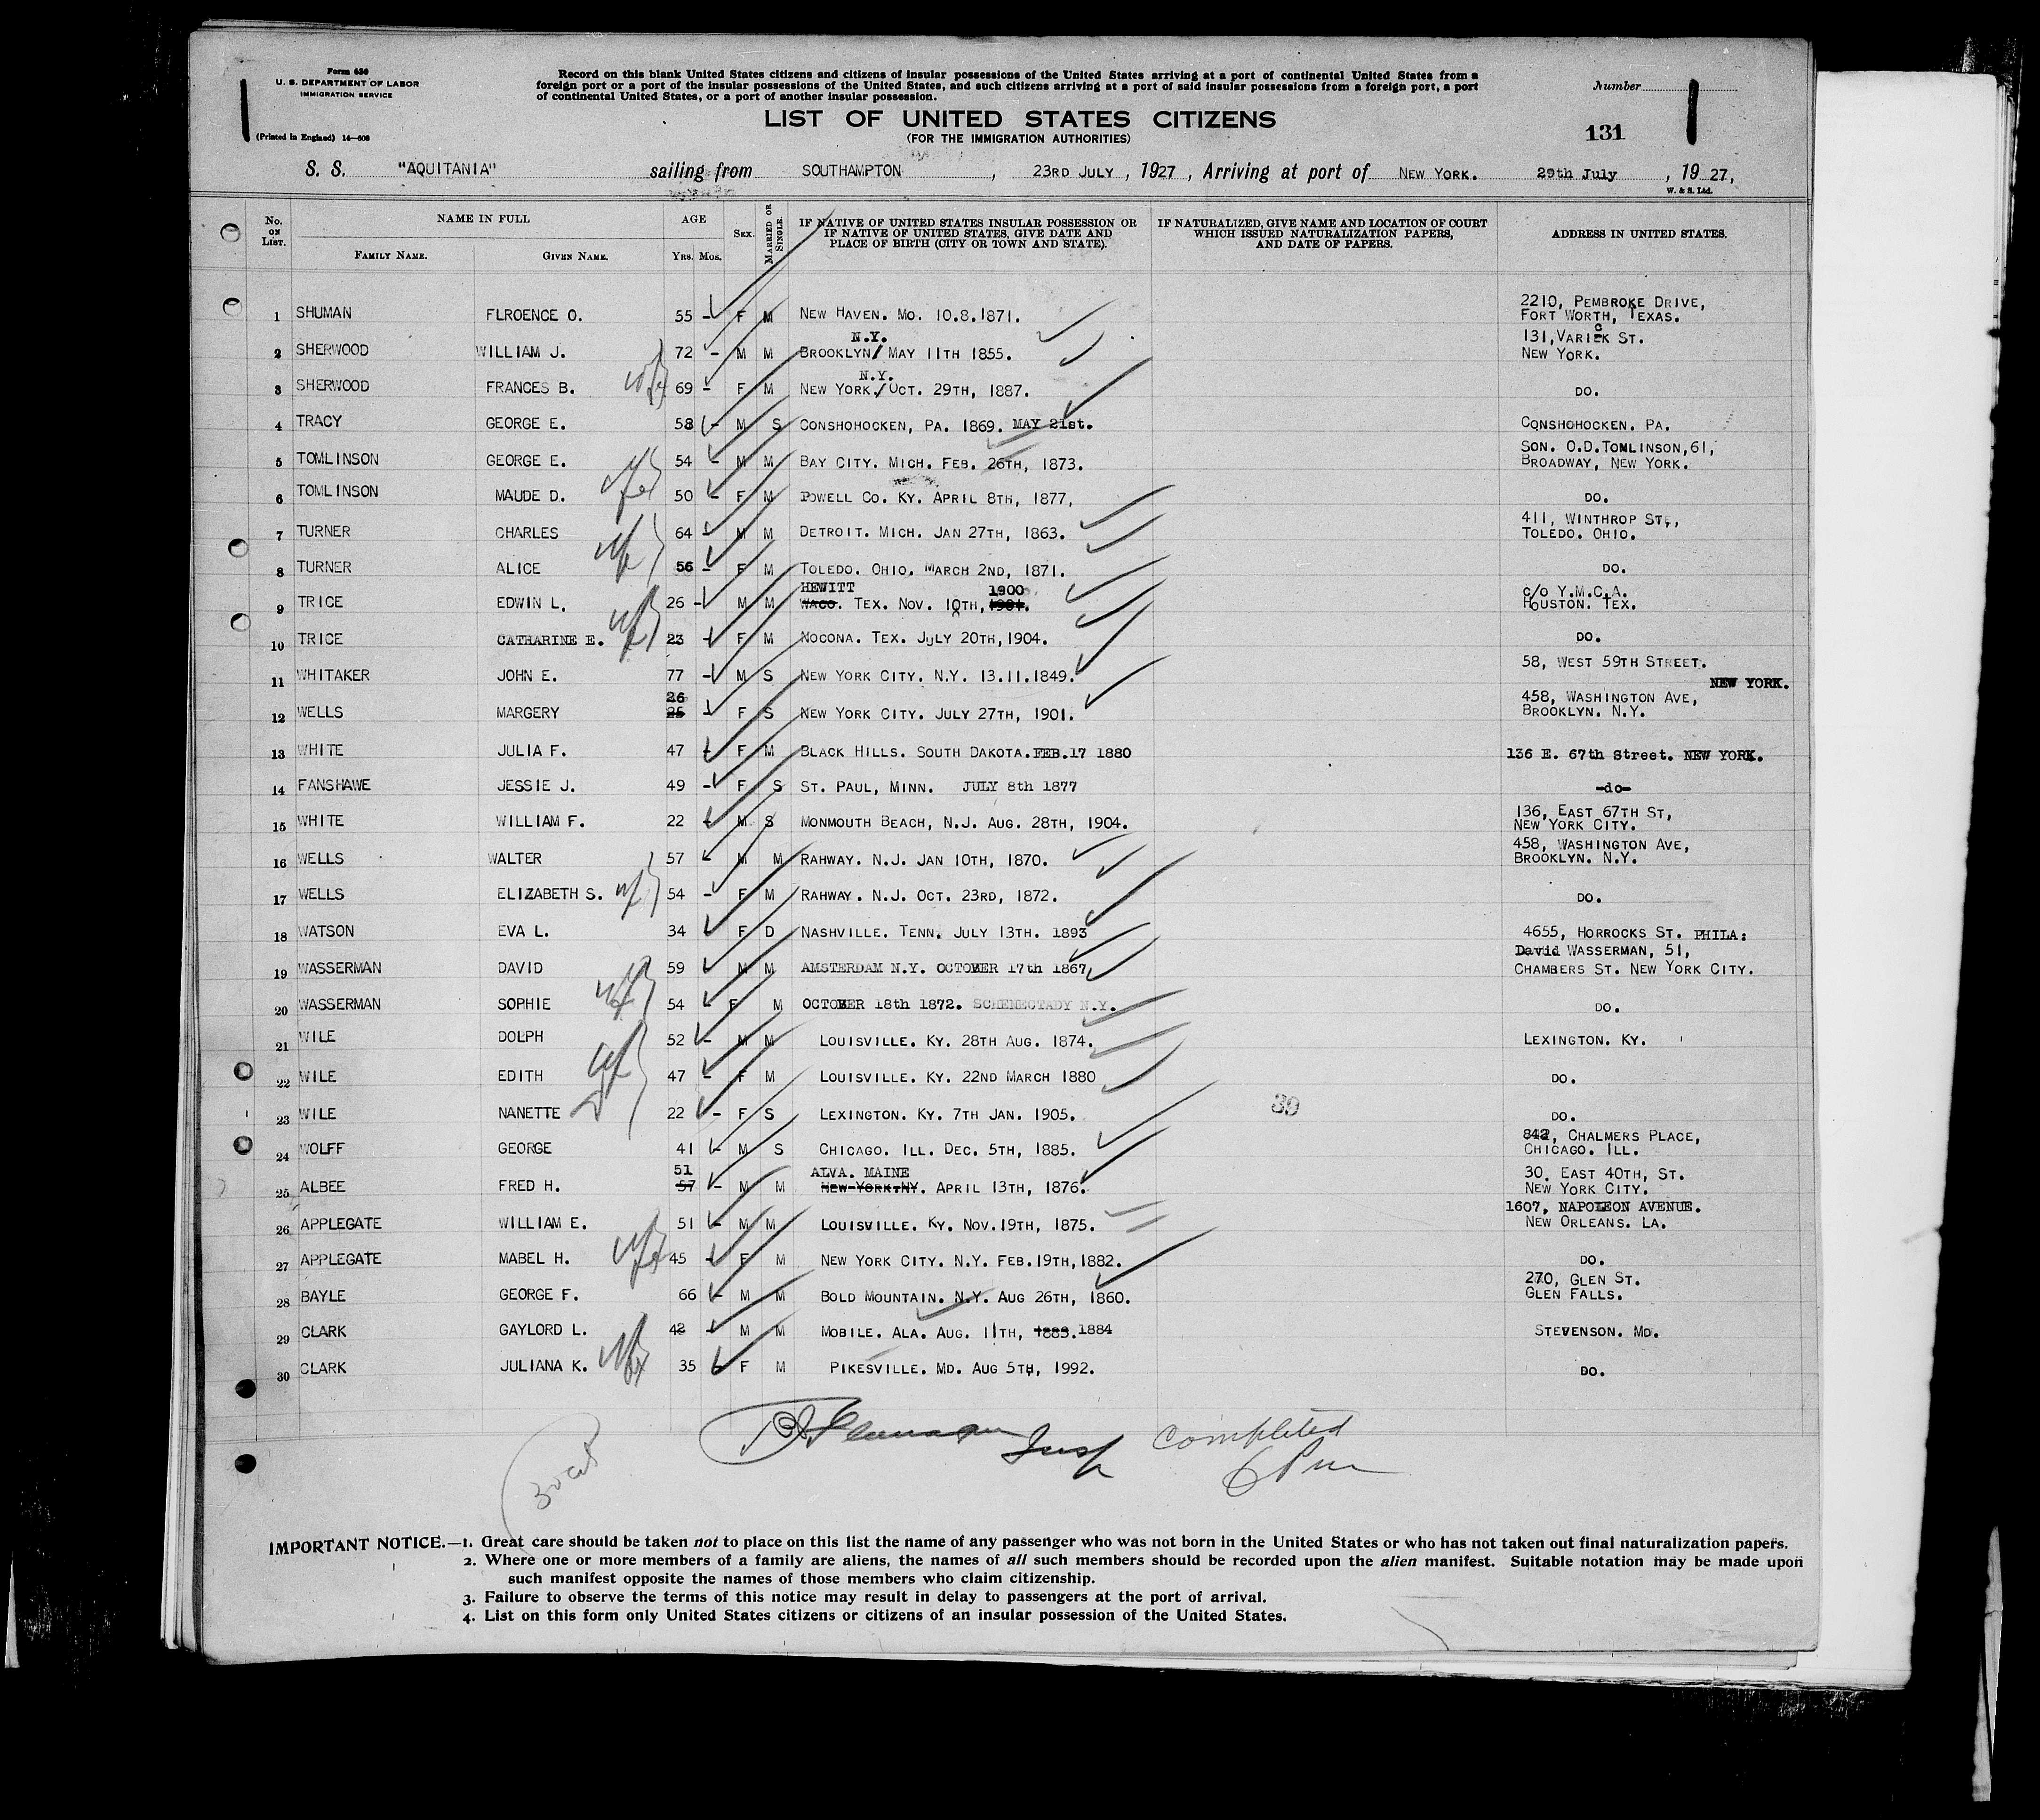 Form 630
U. S. DEPARTMENT OF LABOR
IMMIGRATION SERVICE
(Printed in England) 14—608
Record on this blank United States citizens and citizens of insular possessions of the United States arriving at a port of continental United States from a
foreign port or a port of the insular possessions of the United States, and such citizens arriving at a port of said insular possessions from a foreign port, a port
of continental United States, or a port of another insular possession.
LIST OF UNITED STATES CITIZENS
(FOR THE IMMIGRATION AUTHORITIES)
Number
131
S. S. "AQUITANIA" sailing from SOUTHAMPTON, 23RD JULY, 1927, Arriving at port of NEW YORK. 29th July, 1927,
W. & S. Ltd.
No. ON LIST. NAME IN FULL AGE SEX. MARRIED OR SINGLE. IF NATIVE OF UNITED STATES INSULAR POSSESSION OR IF NATIVE OF UNITED STATES, GIVE DATE AND PLACE OF BIRTH (CITY OR TOWN AND STATE). IF NATURALIZED, GIVE NAME AND LOCATION OF COURT WHICH ISSUED NATURALIZATION PAPERS, AND DATE OF PAPERS. ADDRESS IN UNITED STATES.
FAMILY NAME. GIVEN NAME. YRS. MOS.
1 SHUMAN FLROENCE O. 55 - F M NEW HAVEN. MO. 10.8.1871. 2210, PEMBROKE DRIVE, FORT WORTH, TEXAS.
2 SHERWOOD WILLIAM J. 72 - M M BROOKLYN/ N.Y. MAY 11TH 1855. 131,VARICK ST. NEW YORK.
3 SHERWOOD FRANCES B. wife 69 - F M NEW YORK./ N.Y. OCT. 29TH, 1887. DO.
4 TRACY GEORGE E. 58 - M S CONSHOHOCKEN, PA. 1869. MAY 21st. CONSHOHOCKEN. PA.
5 TOMLINSON GEORGE E. 54 - M M BAY CITY. MICH. FEB. 26TH, 1873. SON. O.D.TOMLINSON,61, BROADWAY, NEW YORK.
6 TOMLINSON MAUDE D. wife 50 - F M POWELL CO. KY. APRIL 8TH, 1877, DO.
7 TURNER CHARLES 64 - M M DETROIT. MICH. JAN 27TH, 1863. 411, WINTHROP ST., TOLEDO. OHIO.
8 TURNER ALICE wife 56 - F M TOLEDO. OHIO. MARCH 2ND, 1871. DO.
9 TRICE EDWIN L. 26 - M M HEWITT WACO. TEX. NOV. 10TH, 1900 1901. C/O Y.M.C.A. HOUSTON. TEX.
10 TRICE CATHARINE E. wife 23 - F M NOCONA. TEX. JULY 20TH,1904. DO.
11 WHITAKER JOHN E. 77 - M S NEW YORK CITY. N.Y. 13.11.1849. 58, WEST 59TH STREET. NEW YORK.
12 WELLS MARGERY 26 25 - F S NEW YORK CITY. JULY 27TH, 1901. 458, WASHINGTON AVE, BROOKLYN. N.Y.
13 WHITE JULIA F. 47 - F M BLACK HILLS. SOUTH DAKOTA. FEB.17 1880 136 E. 67th Street. NEW YORK.
14 FANSHAWE JESSIE J. 49 - F S ST. PAUL, MINN. JULY 8th 1877 -do-
15 WHITE WILLIAM F. 22 - M S MONMOUTH BEACH, N.J. AUG. 28TH, 1904. 136, EAST 67TH ST, NEW YORK CITY.
16 WELLS WALTER 57 - M M RAHWAY. N.J. JAN 10TH, 1870. 458, WASHINGTON AVE, BROOKLYN. N.Y.
17 WELLS ELIZABETH S. wf 54 - F M RAHWAY. N.J. OCT. 23RD, 1872. DO.
18 WATSON EVA L. 34 - F D NASHVILLE. TENN. JULY 13TH. 1893 4655, HORROCKS ST. PHILA:
19 WASSERMAN DAVID 59 M M AMSTERDAM N.Y. OCTOBER 17th 1867 David WASSERMAN, 51, CHAMBERS ST. NEW YORK CITY.
20 WASSERMAN SOPHIE wf 54 - F M OCTOBER 18th 1872. SCHENECTADY N.Y. DO.
21 WILE DOLPH 52 - M M LOUISVILLE. KY. 28TH AUG. 1874. LEXINGTON. KY.
22 WILE EDITH wf 47 - F M LOUISVILLE. KY. 22ND MARCH 1880 DO.
23 WILE NANETTE D 22 - F S LEXINGTON. KY. 7TH JAN. 1905. 39 DO.
24 WOLFF GEORGE 41 - M S CHICAGO. ILL. DEC. 5TH, 1885. 842, CHALMERS PLACE, CHICAGO. ILL.
25 ALBEE FRED H. 51 57 - M M ALVA. MAINE NEW YORK.NY. APRIL 13TH, 1876. 30. EAST 40TH, ST. NEW YORK CITY.
26 APPLEGATE WILLIAM E. 51 - M M LOUISVILLE. KY. NOV.19TH, 1875. 1607, NAPOLEON AVENUE. NEW ORLEANS. LA.
27 APPLEGATE MABEL H. wife 45 - F M NEW YORK CITY. N.Y. FEB.19TH,1882. DO.
28 BAYLE GEORGE F. 66 - M M BOLD MOUNTAIN. N.Y. AUG 26TH, 1860. 270, GLEN ST. GLEN FALLS.
29 CLARK GAYLORD L. 42 - M M MOBILE. ALA. AUG. 11TH, 1883. 1884 STEVENSON. MD.
30 CLARK JULIANA K. wife 35 - F M PIKESVILLE. MD. AUG 5TH, 1992. DO.
Insp Completed
6 Pm
IMPORTANT NOTICE.—1. Great care should be taken not to place on this list the name of any passenger who was not born in the United States or who has not taken out final naturalization papers.
2. Where one or more members of a family are aliens, the names of all such members should be recorded upon the alien manifest. Suitable notation may be made upon
such manifest opposite the names of those members who claim citizenship.
3. Failure to observe the terms of this notice may result in delay to passengers at the port of arrival.
4. List on this form only United States citizens or citizens of an insular possession of the United States.